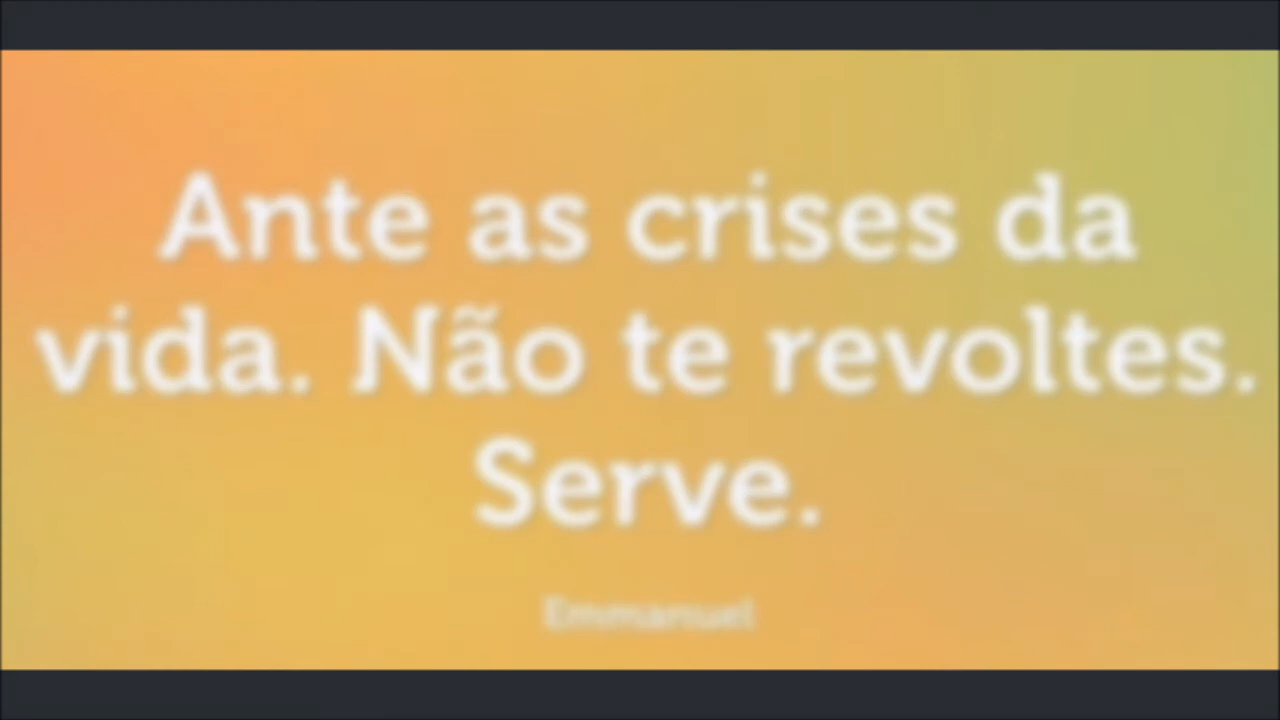 Ante as crises da
vida. Não te revoltes.
Serve.
Emmanuel